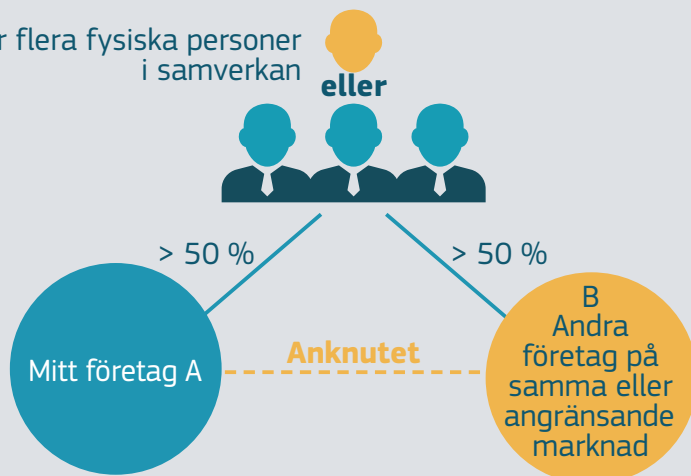 r flera fysiska personer
i samverkan
eller
> 50 %
> 50 %
Mitt företag A
Anknutet
B
Andra
företag på
samma eller
angränsande
marknad